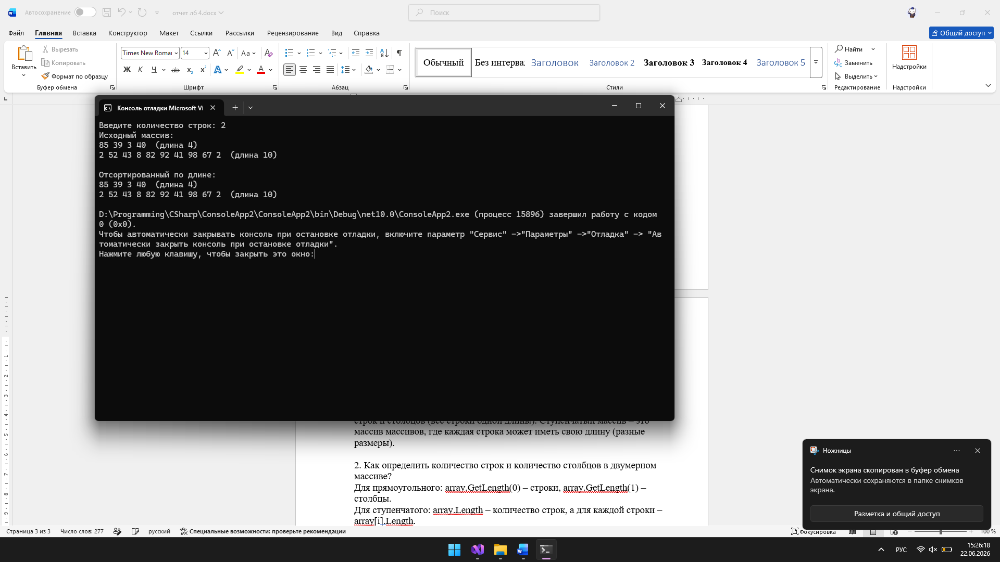 Автосохранение
отчет лб 4.docx
Поиск
Файл
Главная
Вставка
Конструктор
Макет
Ссылки
Рассылки
Рецензирование
Вид
Справка
Общий доступ
Вставить
Вырезать
Копировать
Формат по образцу
Буфер обмена
Times New Roman
14
Шрифт
Абзац
Обычный
Без интервал
Заголовок
Заголовок 2
Заголовок 3
Заголовок 4
Заголовок 5
Стили
Найти
Заменить
Выделить
Редактирование
Надстройки
Надстройки
Консоль отладки Microsoft Vi
Введите количество строк: 2
Исходный массив:
85 39 3 40  (длина 4)
2 52 43 8 82 92 41 98 67 2  (длина 10)
Отсортированный по длине:
85 39 3 40  (длина 4)
2 52 43 8 82 92 41 98 67 2  (длина 10)
D:\Programming\CSharp\ConsoleApp2\ConsoleApp2\bin\Debug\net10.0\ConsoleApp2.exe (процесс 15896) завершил работу с кодом
0 (0x0).
Чтобы автоматически закрывать консоль при остановке отладки, включите параметр "Сервис" ->"Параметры" ->"Отладка" -> "Ав
томатически закрыть консоль при остановке отладки".
Нажмите любую клавишу, чтобы закрыть это окно:
строк и столбцов (все строки одной длины). Ступенчатый массив – это
массив массивов, где каждая строка может иметь свою длину (разные
размеры).
2. Как определить количество строк и количество столбцов в двумерном
массиве?
Для прямоугольного: array.GetLength(0) – строки, array.GetLength(1) –
столбцы.
Для ступенчатого: array.Length – количество строк, а для каждой строки –
array[i].Length.
Ножницы
Снимок экрана скопирован в буфер обмена
Автоматически сохраняются в папке снимков
экрана.
Разметка и общий доступ
Страница 3 из 3
Число слов: 277
русский
Специальные возможности: проверьте рекомендации
Фокусировка
100 %
РУС
15:26:18
22.06.2026